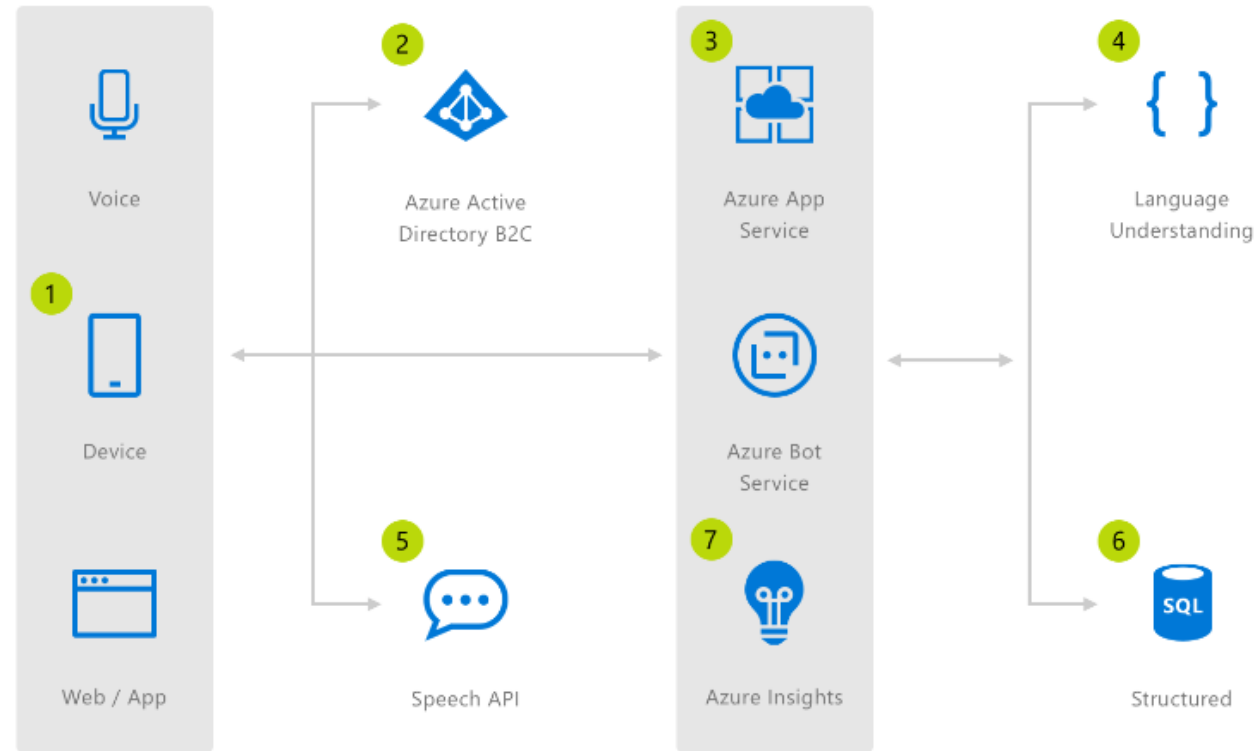 2
3
4
Voice
Azure Active
Directory B2C
Azure App
Service
Language
Understanding
1
Device
Azure Bot
Service
5
7
6
SQL
Web / App
Speech API
Azure Insights
Structured